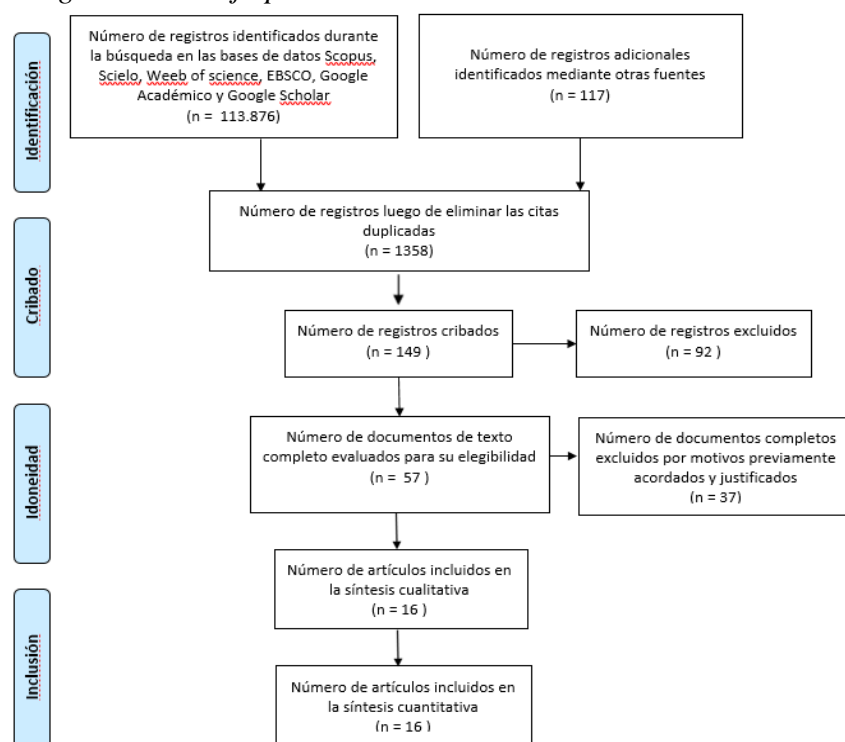 Identificación
Número de registros identificados durante
la búsqueda en las bases de datos Scopus,
Scielo, Weeb of science, EBSCO, Google
Académico y Google Scholar
(n = 113.876)
Número de registros adicionales
identificados mediante otras fuentes
(n = 117)
Número de registros luego de eliminar las citas
duplicadas
(n = 1358)
Cribado
Número de registros cribados
(n = 149 )
Número de registros excluidos
(n = 92 )
Idoneidad
Número de documentos de texto
completo evaluados para su elegibilidad
(n = 57 )
Número de documentos completos
excluidos por motivos previamente
acordados y justificados
(n = 37)
Número de artículos incluidos en
la síntesis cualitativa
(n = 16 )
Inclusión
Número de artículos incluidos en
la síntesis cuantitativa
(n = 16 )